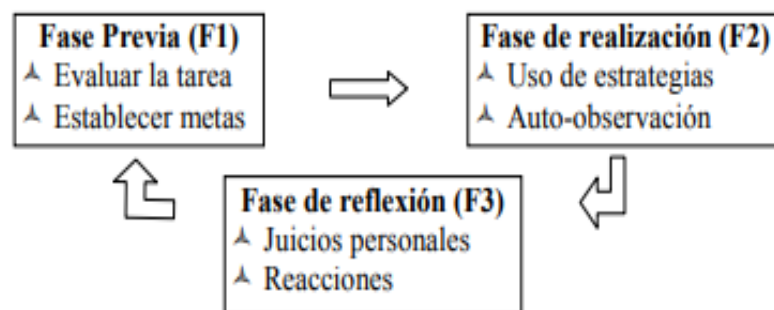 Fase Previa (F1)
Evaluar la tarea
Establecer metas
Fase de realización (F2)
Uso de estrategias
Auto-observación
Fase de reflexión (F3)
Juicios personales
Reacciones